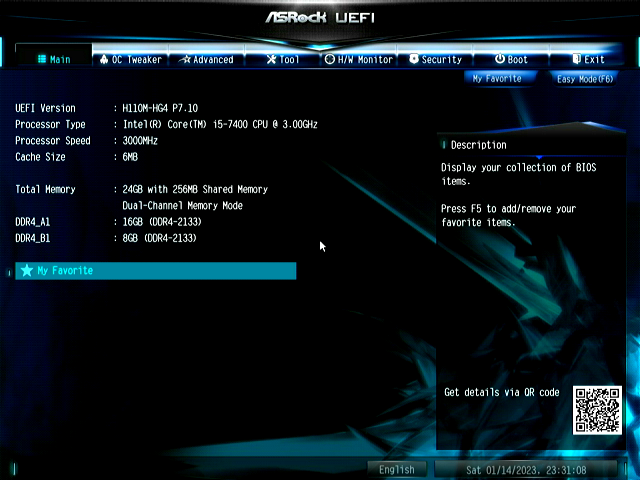 ASRock UEFI
Main OC Tweaker Advanced Tool H/W Monitor Security Boot Exit
My Favorite Easy Mode(F6)
UEFI Version : H110M-HG4 P7.10
Processor Type : Intel(R) Core(TM) i5-7400 CPU @ 3.00GHz
Processor Speed : 3000MHz
Cache Size : 6MB
Total Memory : 24GB with 256MB Shared Memory
Dual-Channel Memory Mode
DDR4_A1 : 16GB (DDR4-2133)
DDR4_B1 : 8GB (DDR4-2133)
My Favorite
Description
Display your collection of BIOS
items.
Press F5 to add/remove your
favorite items.
Get details via QR code
English Sat 01/14/2023. 23:31:08